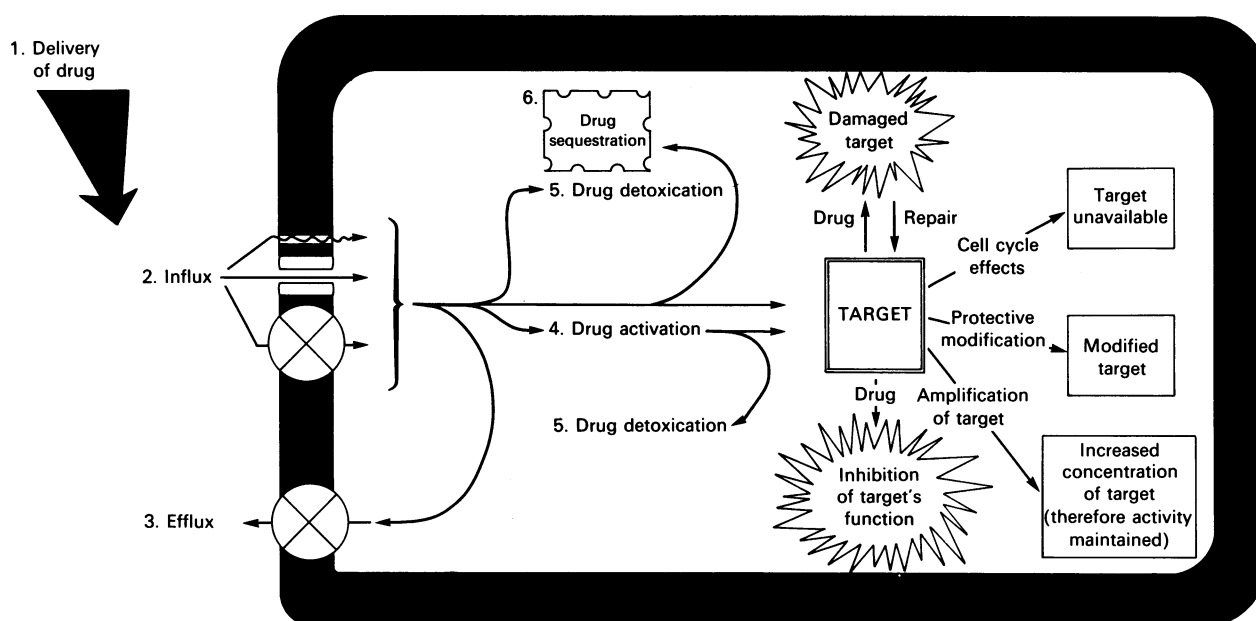 1. Delivery
of drug
6.
Drug
sequestration
5. Drug detoxication
2. Influx
4. Drug activation
5. Drug detoxication
3. Efflux
Damaged
target
Drug
Repair
TARGET
Drug
Inhibition
of target's
function
Cell cycle
effects
Target
unavailable
Protective
modification
Modified
target
Amplification
of target
Increased
concentration
of target
(therefore activity
maintained)